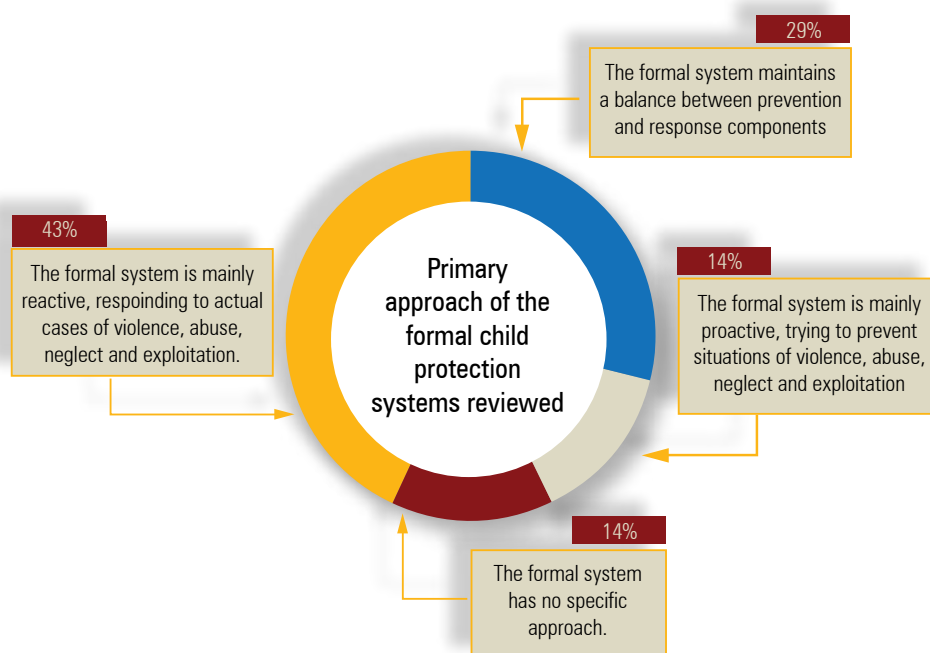 29%
The formal system maintains
a balance between prevention
and response components
43%
The formal system is mainly
reactive, responding to actual
cases of violence, abuse,
neglect and exploitation.
Primary
approach of the
formal child
protection
systems reviewed
14%
The formal system is mainly
proactive, trying to prevent
situations of violence, abuse,
neglect and exploitation
14%
The formal system
has no specific
approach.